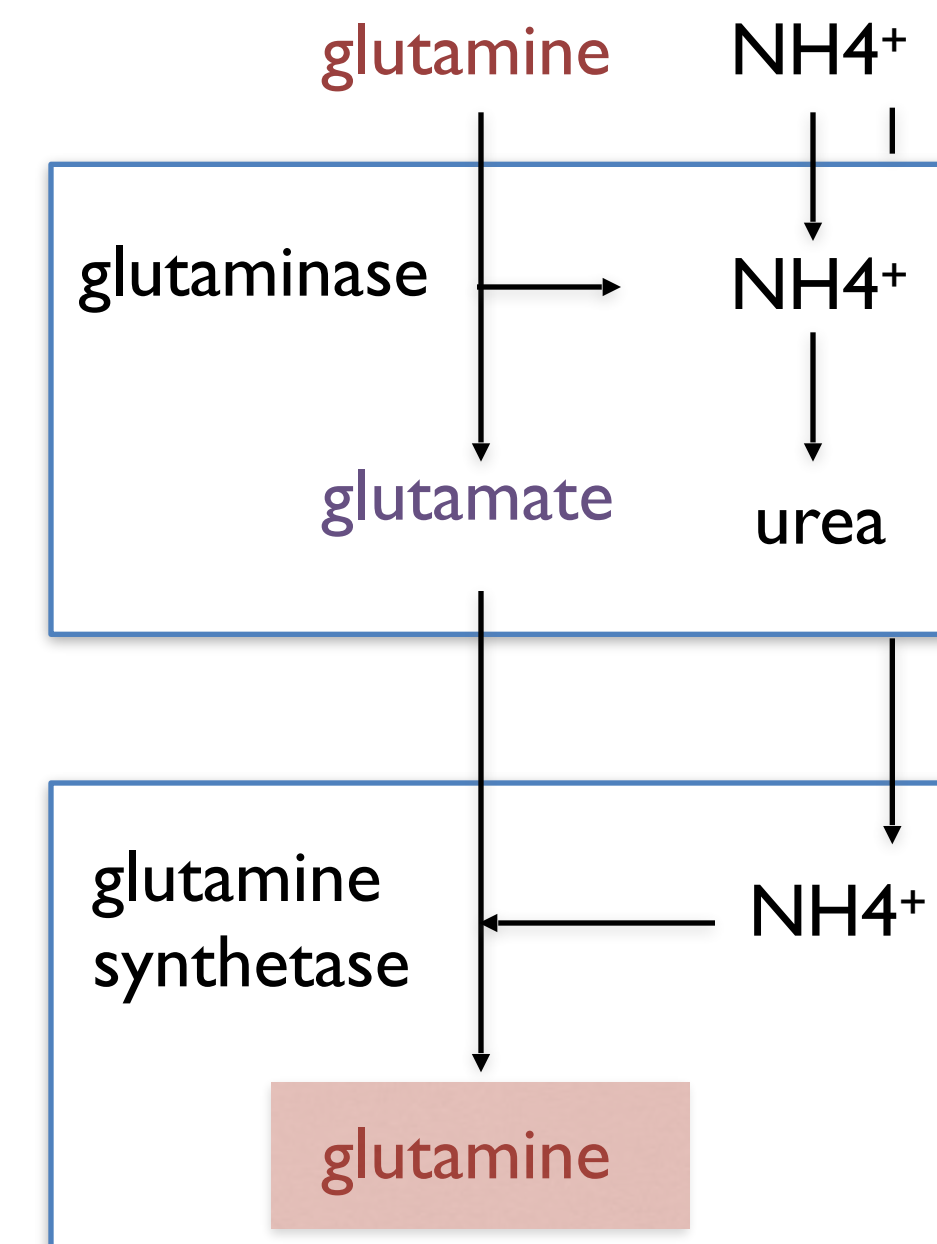 glutamine NH4⁺
glutaminase NH4⁺
glutamate
urea
glutamine
synthetase
NH4⁺
glutamine